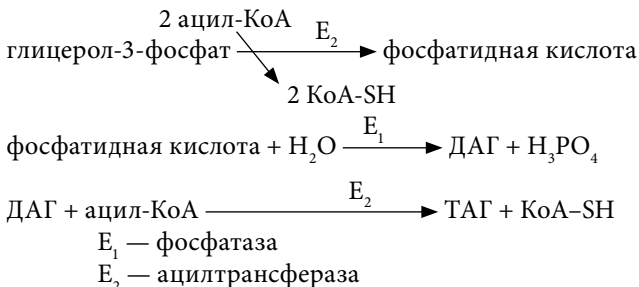 2 ацил-КоА
глицерол-3-фосфат E₂ фосфатидная кислота
2 КоА-SH
фосфатидная кислота + H₂O E₁ ДАГ + H₃PO₄
ДАГ + ацил-КоА E₂ ТАГ + КоА–SH
E₁ — фосфатаза
E₂ — ацилтрансфераза